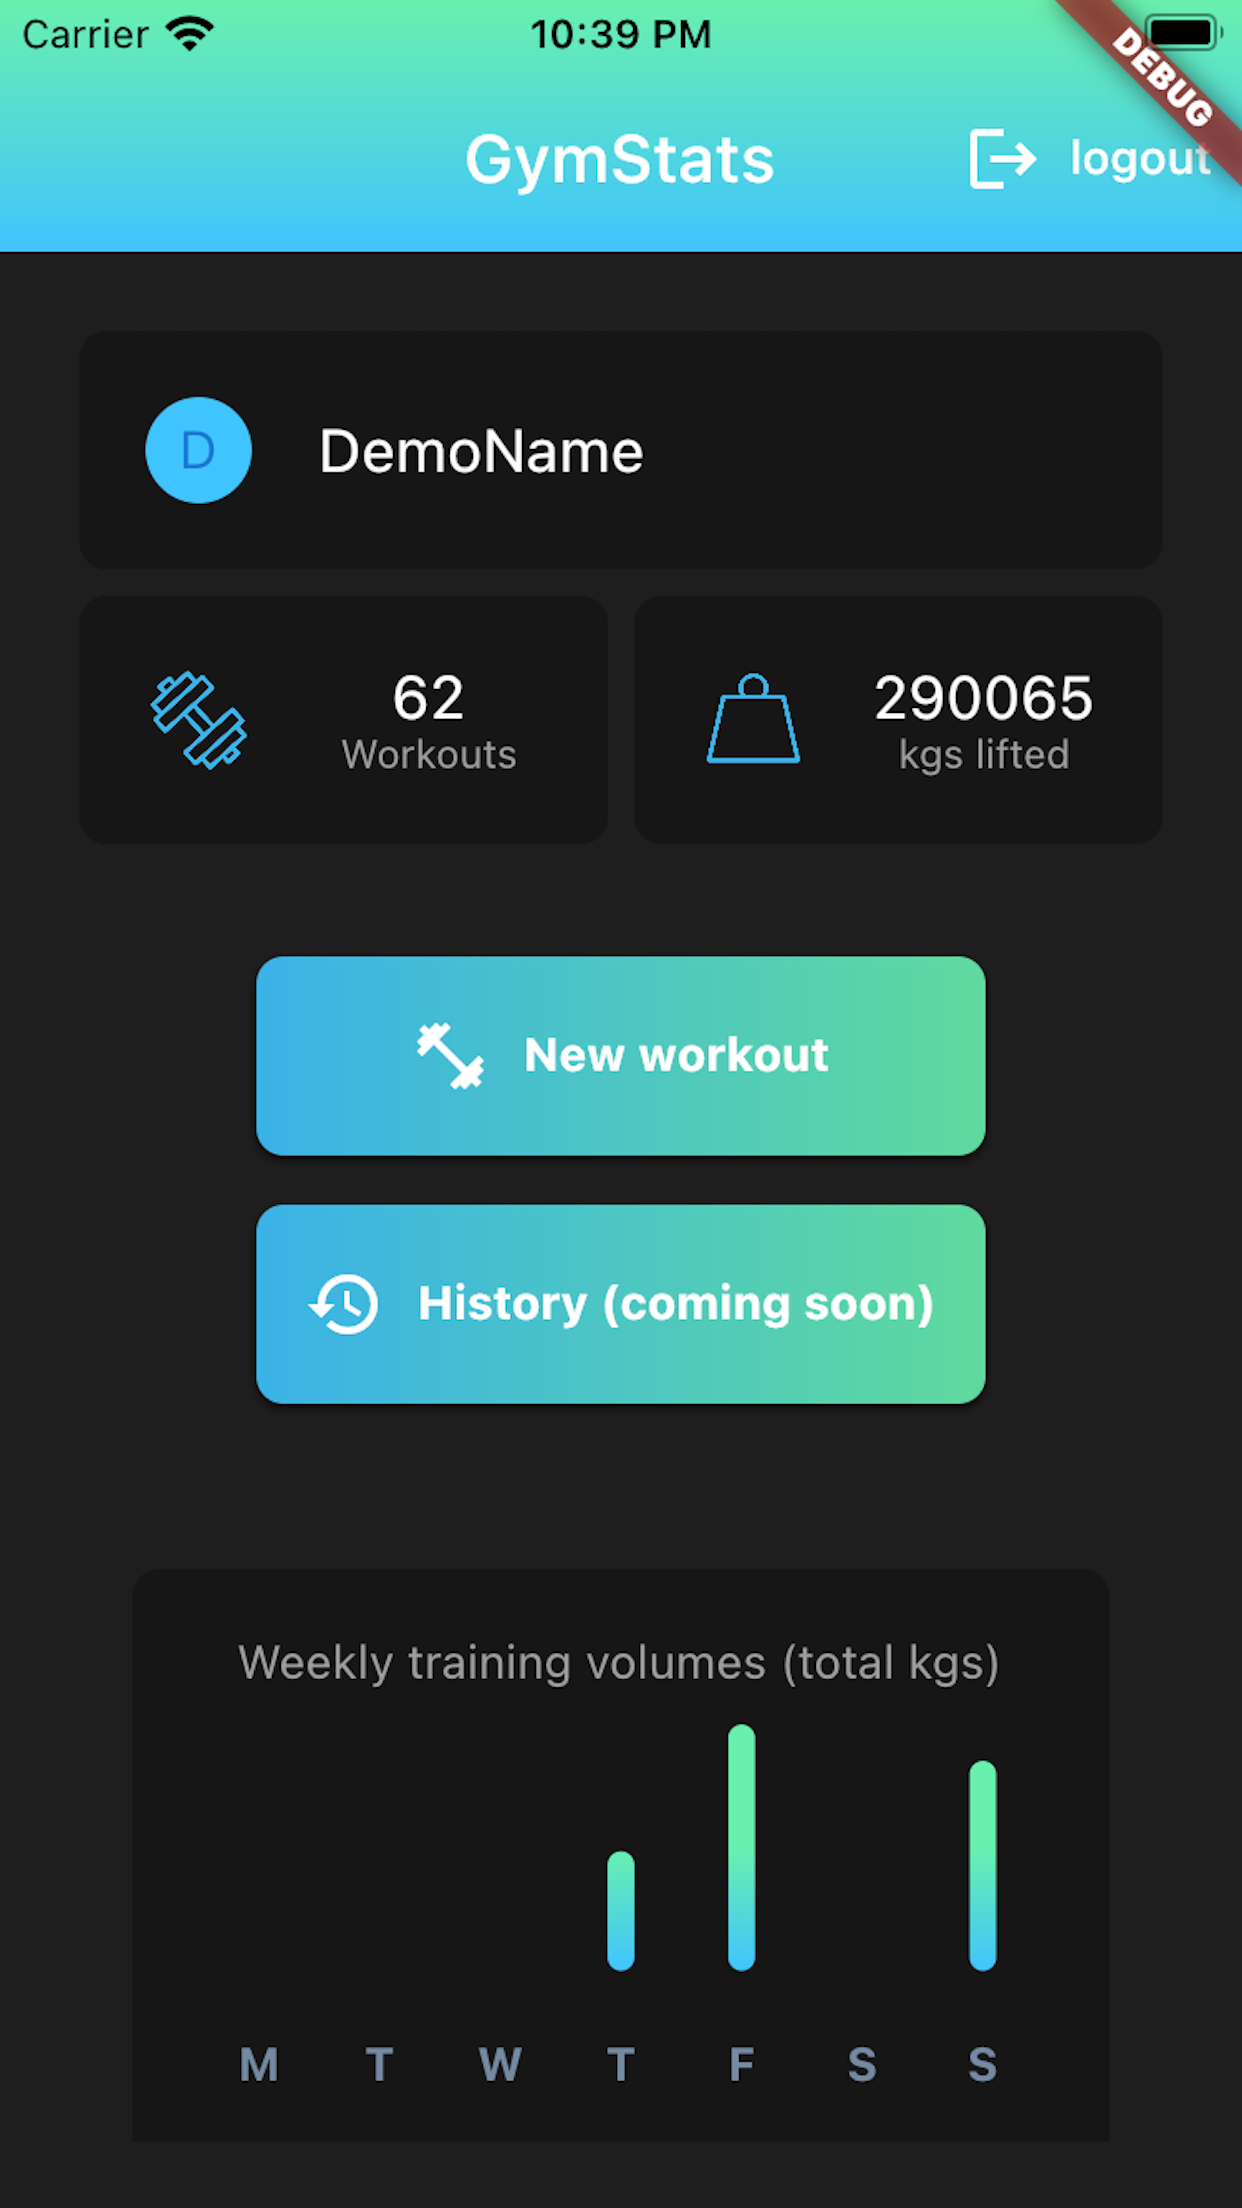 Carrier 10:39 PM
DEBUG
GymStats logout
D DemoName
62 290065
Workouts kgs lifted
New workout
History (coming soon)
Weekly training volumes (total kgs)
M T W T F S S